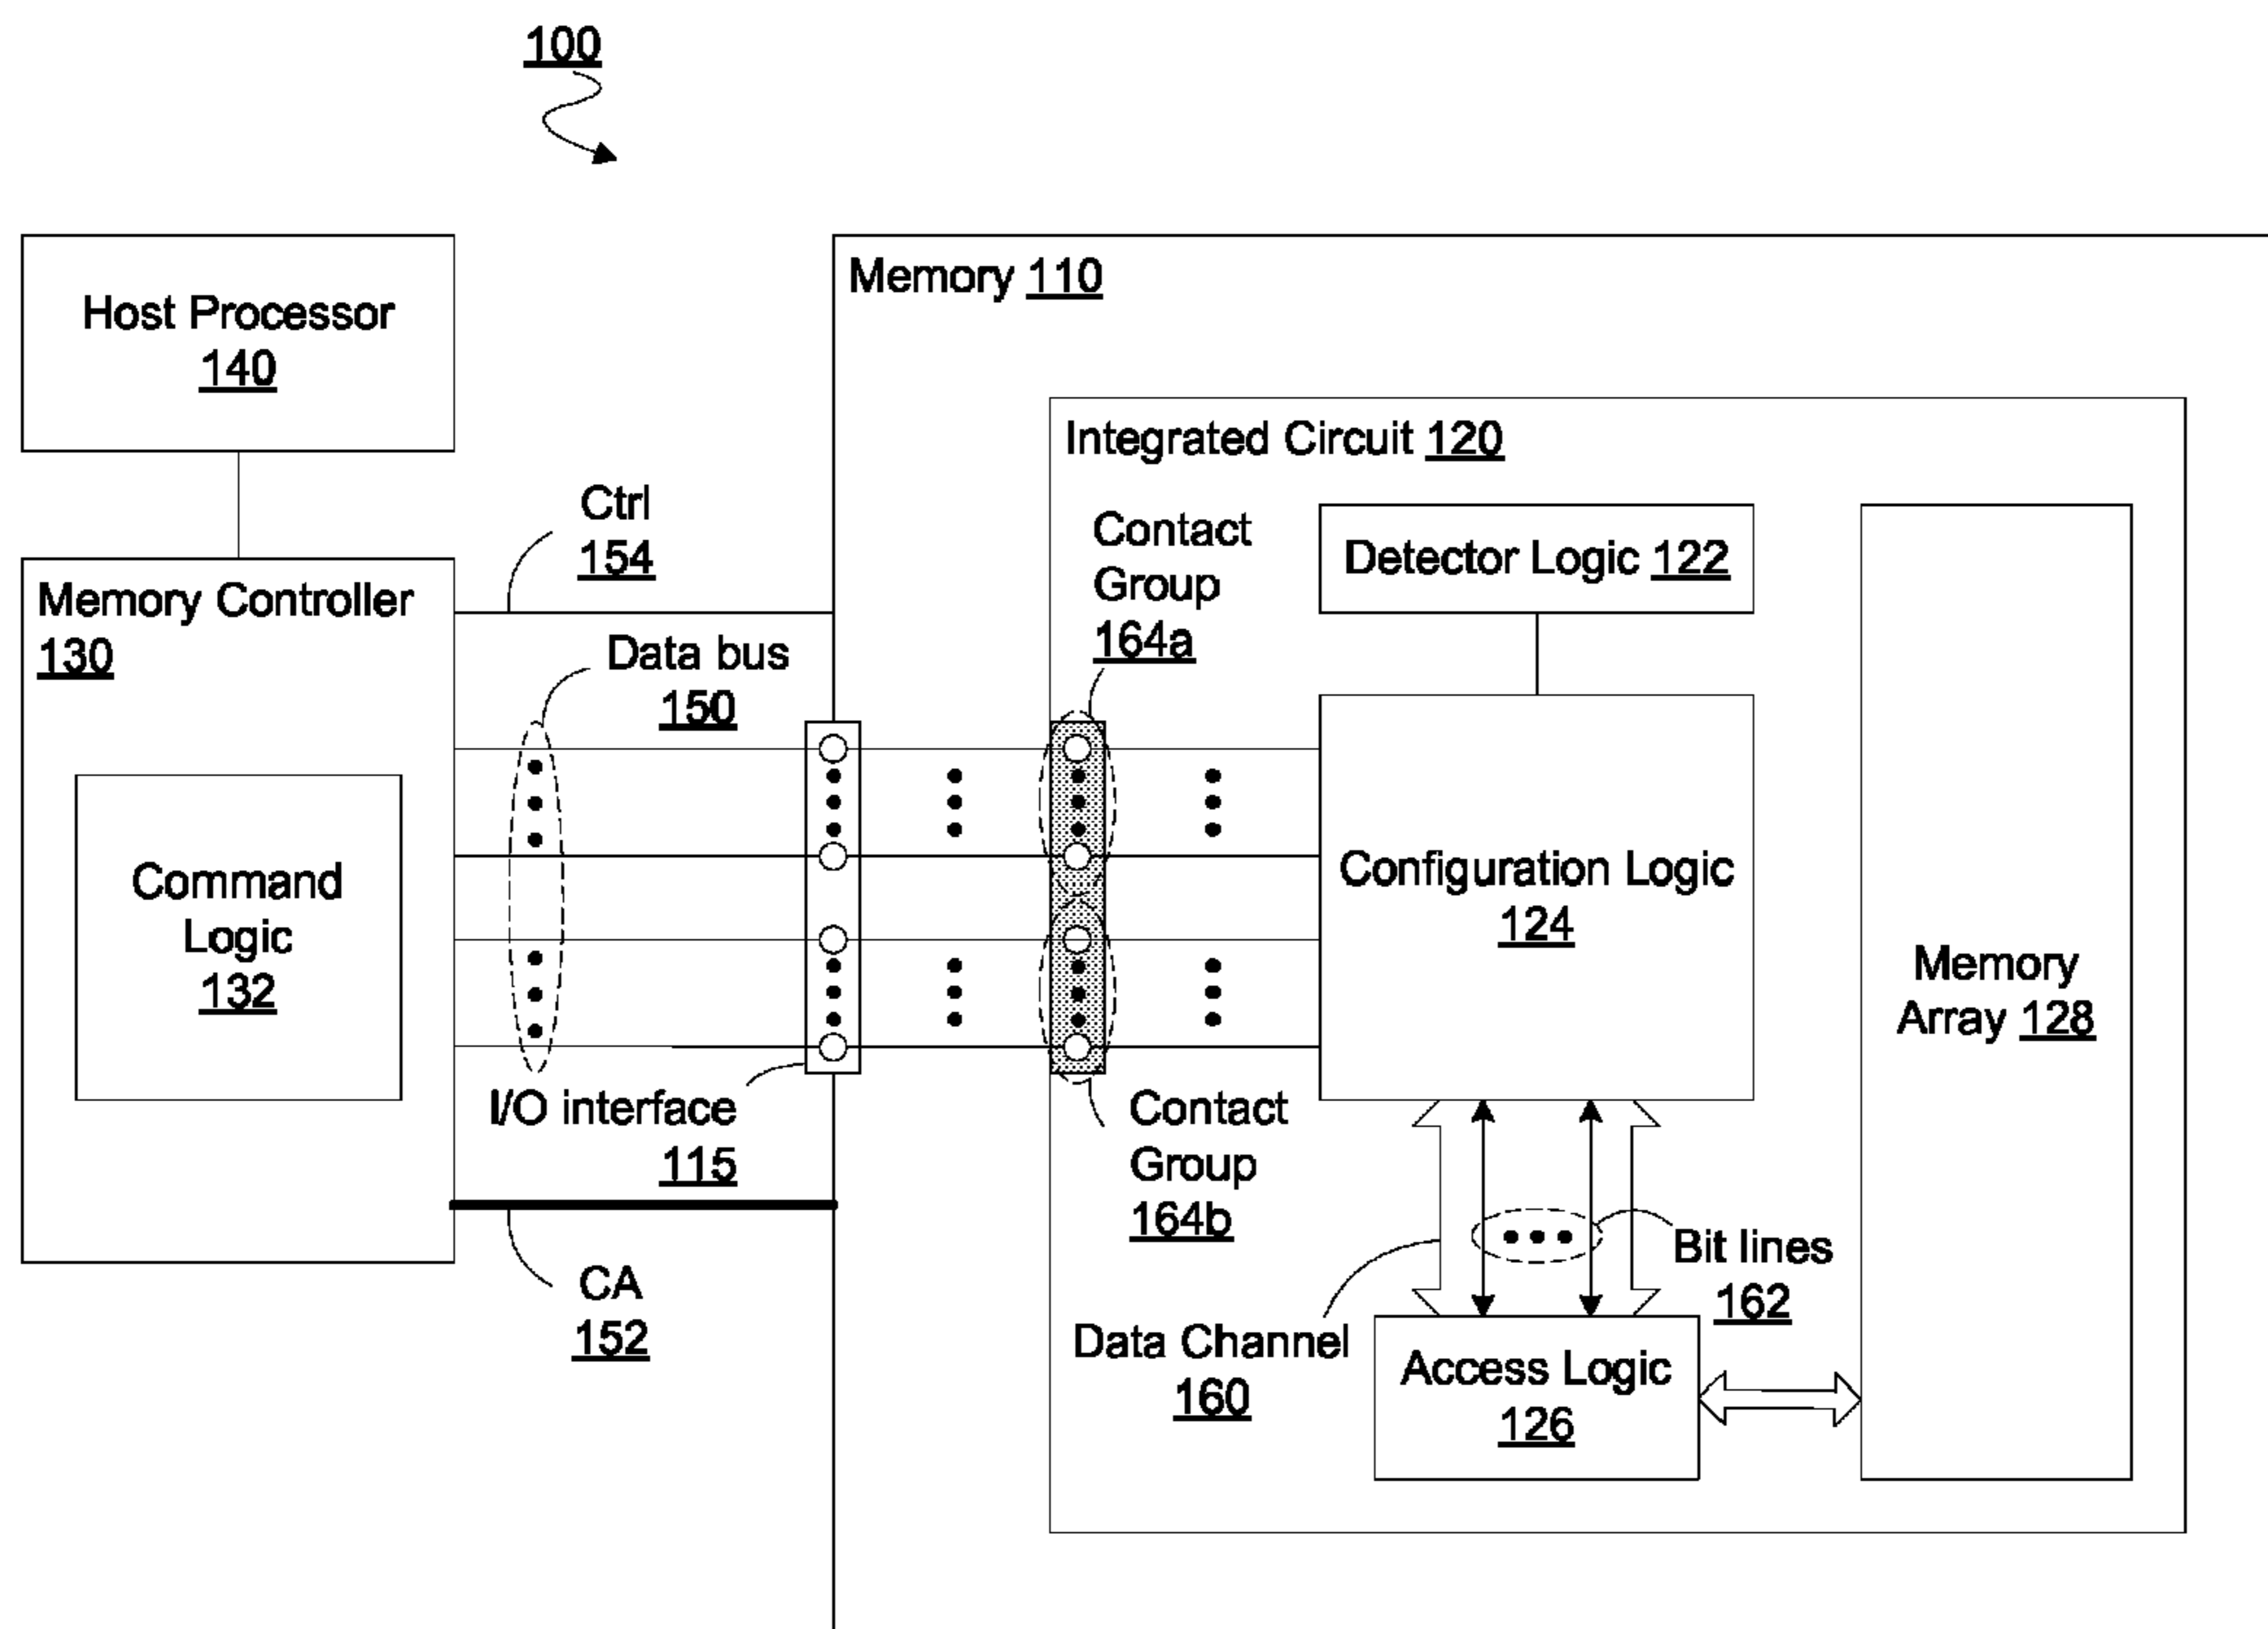 100
Host Processor
140
Memory Controller
130
Command
Logic
132
Ctrl
154
Data bus
150
I/O interface
115
CA
152
Memory 110
Integrated Circuit 120
Contact
Group
164a
Contact
Group
164b
Detector Logic 122
Configuration Logic
124
Bit lines
162
Data Channel
160
Access Logic
126
Memory
Array 128